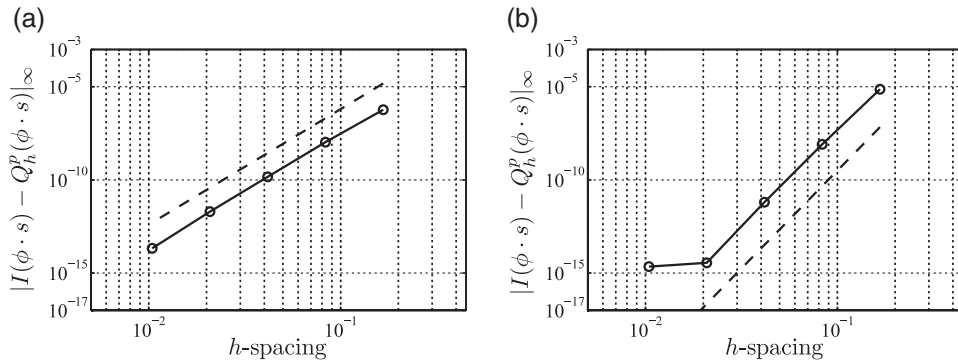 (a)
|I(ϕ · s) − Q_h^p(ϕ · s)|_∞
10^{-3}
10^{-5}
10^{-10}
10^{-15}
10^{-17}
10^{-2}
10^{-1}
h-spacing
(b)
|I(ϕ · s) − Q_h^p(ϕ · s)|_∞
10^{-3}
10^{-5}
10^{-10}
10^{-15}
10^{-17}
10^{-2}
10^{-1}
h-spacing